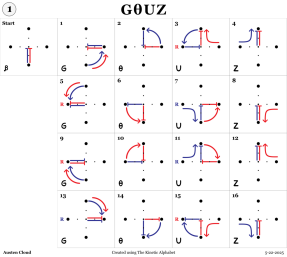 1 GθUZ
Start 1 2 3 4
β G θ U Z
5 6 7 8
R G θ U Z
9 10 11 12
R R G θ U Z
13 14 15 16
R R G θ U Z
Austen Cloud Created using The Kinetic Alphabet 5-22-2025